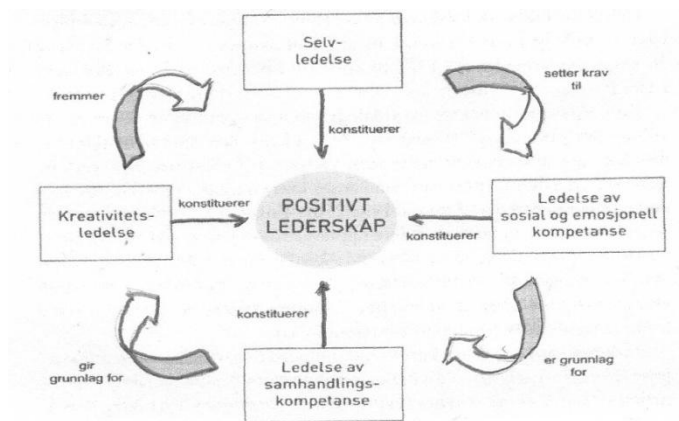 Selv-
ledelse
fremmer
setter krav
til
konstituerer
Kreativitets-
ledelse
konstituerer
POSITIVT
LEDERSKAP
konstituerer
Ledelse av
sosial og emosjonell
kompetanse
konstituerer
gir
grunnlag for
Ledelse av
samhandlings-
kompetanse
er grunnlag
for